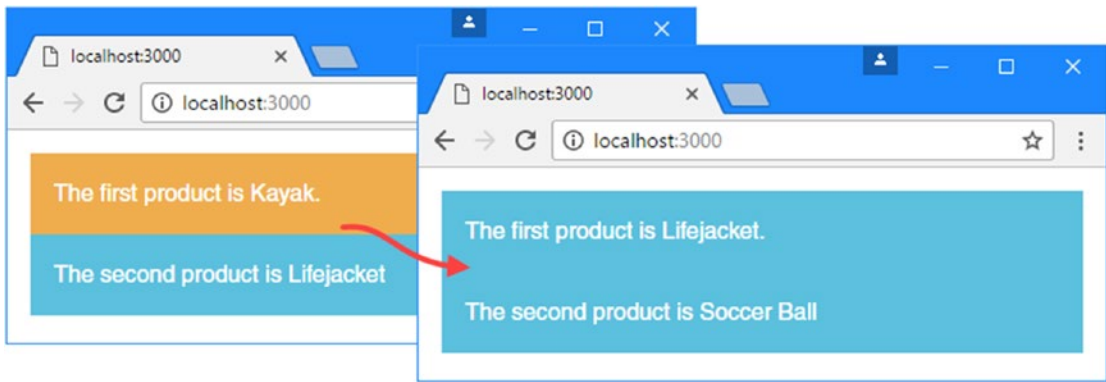 localhost:3000
localhost:3000
The first product is Kayak.
The second product is Lifejacket
localhost:3000
localhost:3000
The first product is Lifejacket.
The second product is Soccer Ball